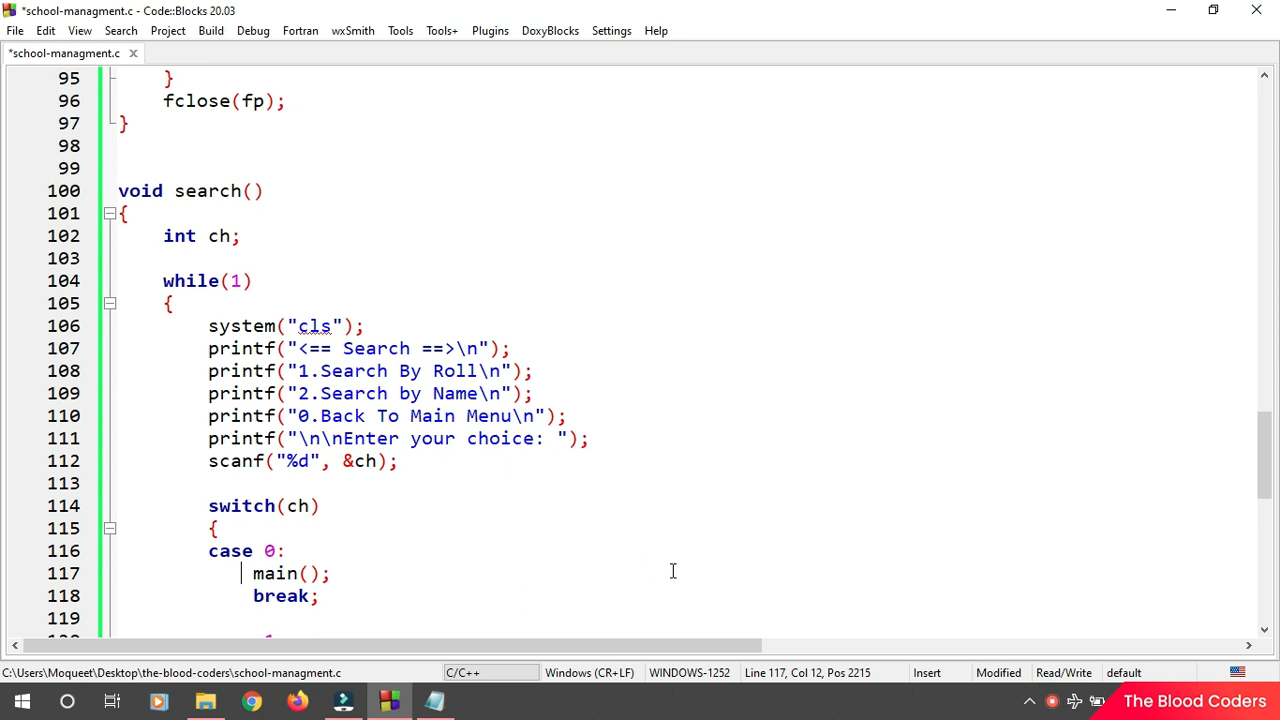 *school-managment.c - Code::Blocks 20.03
File Edit View Search Project Build Debug Fortran wxSmith Tools Tools+ Plugins DoxyBlocks Settings Help
*school-managment.c
95 }
96 fclose(fp);
97 }
98
99
100 void search()
101 {
102 int ch;
103
104 while(1)
105 {
106 system("cls");
107 printf("<== Search ==>\n");
108 printf("1.Search By Roll\n");
109 printf("2.Search by Name\n");
110 printf("0.Back To Main Menu\n");
111 printf("\n\nEnter your choice: ");
112 scanf("%d", &ch);
113
114 switch(ch)
115 {
116 case 0:
117 main();
118 break;
119
C:\Users\Moqueet\Desktop\the-blood-coders\school-managment.c C/C++ Windows (CR+LF) WINDOWS-1252 Line 117, Col 12, Pos 2215 Insert Modified Read/Write default
The Blood Coders